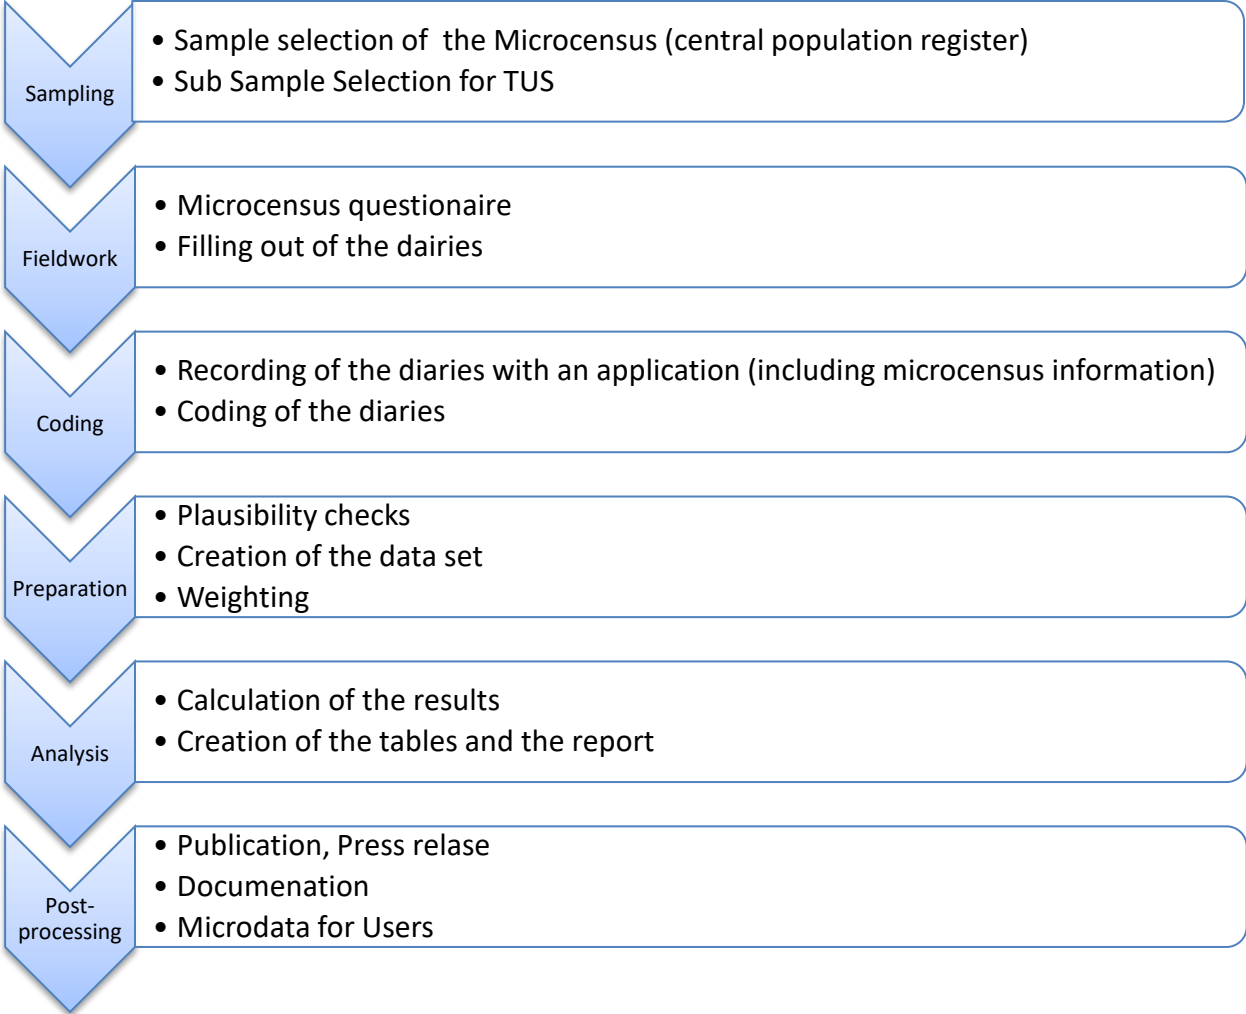 Sampling
• Sample selection of  the Microcensus (central population register)
• Sub Sample Selection for TUS
Fieldwork
• Microcensus questionaire
• Filling out of the dairies
Coding
• Recording of the diaries with an application (including microcensus information)
• Coding of the diaries
Preparation
• Plausibility checks
• Creation of the data set
• Weighting
Analysis
• Calculation of the results
• Creation of the tables and the report
Post-
processing
• Publication, Press relase
• Documenation
• Microdata for Users